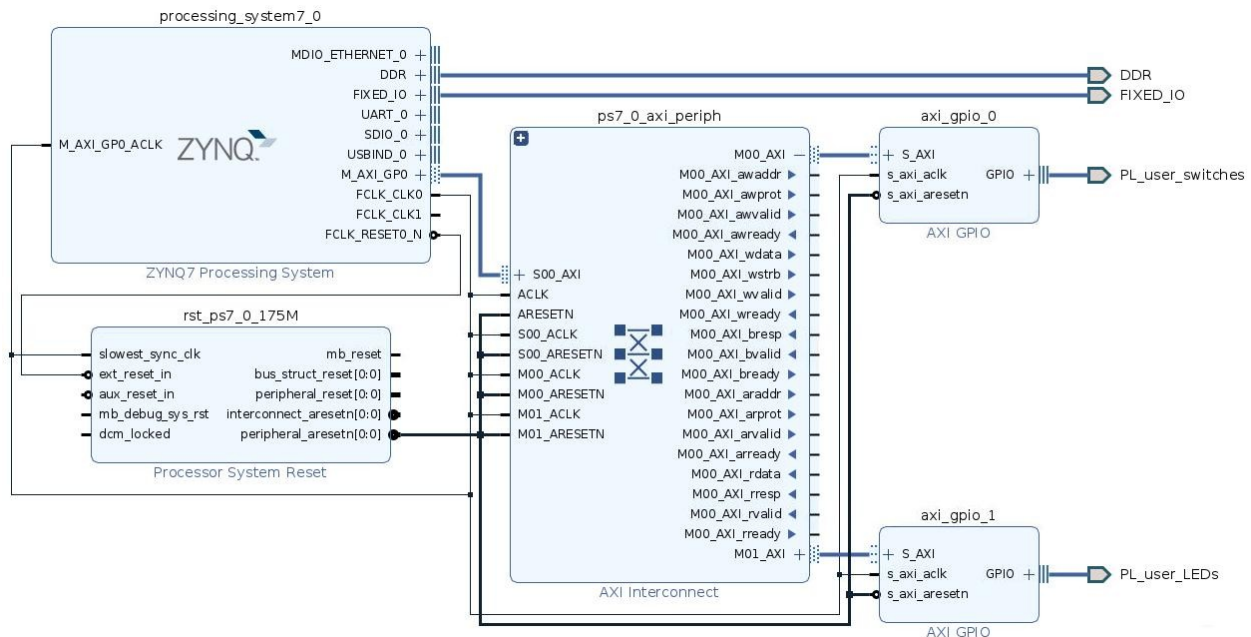 processing_system7_0
MDIO_ETHERNET_0
DDR
FIXED_IO
UART_0
SDIO_0
USBIND_0
M_AXI_GP0
FCLK_CLK0
FCLK_CLK1
FCLK_RESET0_N
M_AXI_GP0_ACLK
ZYNQ
ZYNQ7 Processing System
DDR
FIXED_IO
rst_ps7_0_175M
slowest_sync_clk
ext_reset_in
aux_reset_in
mb_debug_sys_rst
dcm_locked
mb_reset
bus_struct_reset[0:0]
peripheral_reset[0:0]
interconnect_aresetn[0:0]
peripheral_aresetn[0:0]
Processor System Reset
ps7_0_axi_periph
S00_AXI
ACLK
ARESETN
S00_ACLK
S00_ARESETN
M00_ACLK
M00_ARESETN
M01_ACLK
M01_ARESETN
M00_AXI
M00_AXI_awaddr
M00_AXI_awprot
M00_AXI_awvalid
M00_AXI_awready
M00_AXI_wdata
M00_AXI_wstrb
M00_AXI_wvalid
M00_AXI_wready
M00_AXI_bresp
M00_AXI_bvalid
M00_AXI_bready
M00_AXI_araddr
M00_AXI_arprot
M00_AXI_arvalid
M00_AXI_arready
M00_AXI_rdata
M00_AXI_rresp
M00_AXI_rvalid
M00_AXI_rready
M01_AXI
AXI Interconnect
axi_gpio_0
S_AXI
s_axi_aclk
s_axi_aresetn
GPIO
AXI GPIO
PL_user_switches
axi_gpio_1
S_AXI
s_axi_aclk
s_axi_aresetn
GPIO
AXI GPIO
PL_user_LEDs